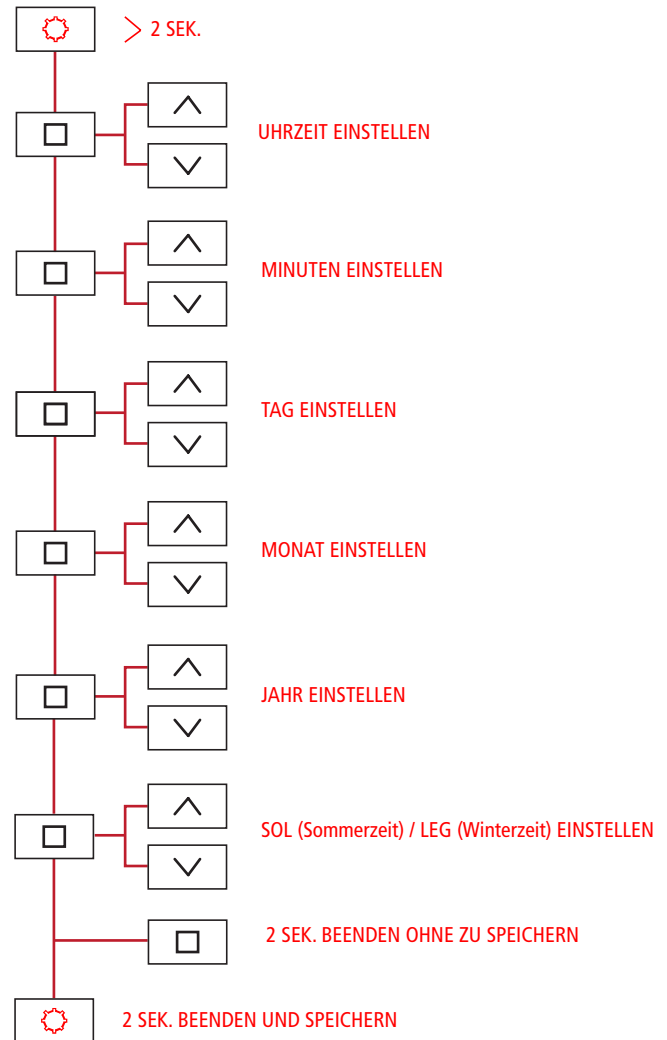 > 2 SEK.
UHRZEIT EINSTELLEN
MINUTEN EINSTELLEN
TAG EINSTELLEN
MONAT EINSTELLEN
JAHR EINSTELLEN
SOL (Sommerzeit) / LEG (Winterzeit) EINSTELLEN
2 SEK. BEENDEN OHNE ZU SPEICHERN
2 SEK. BEENDEN UND SPEICHERN